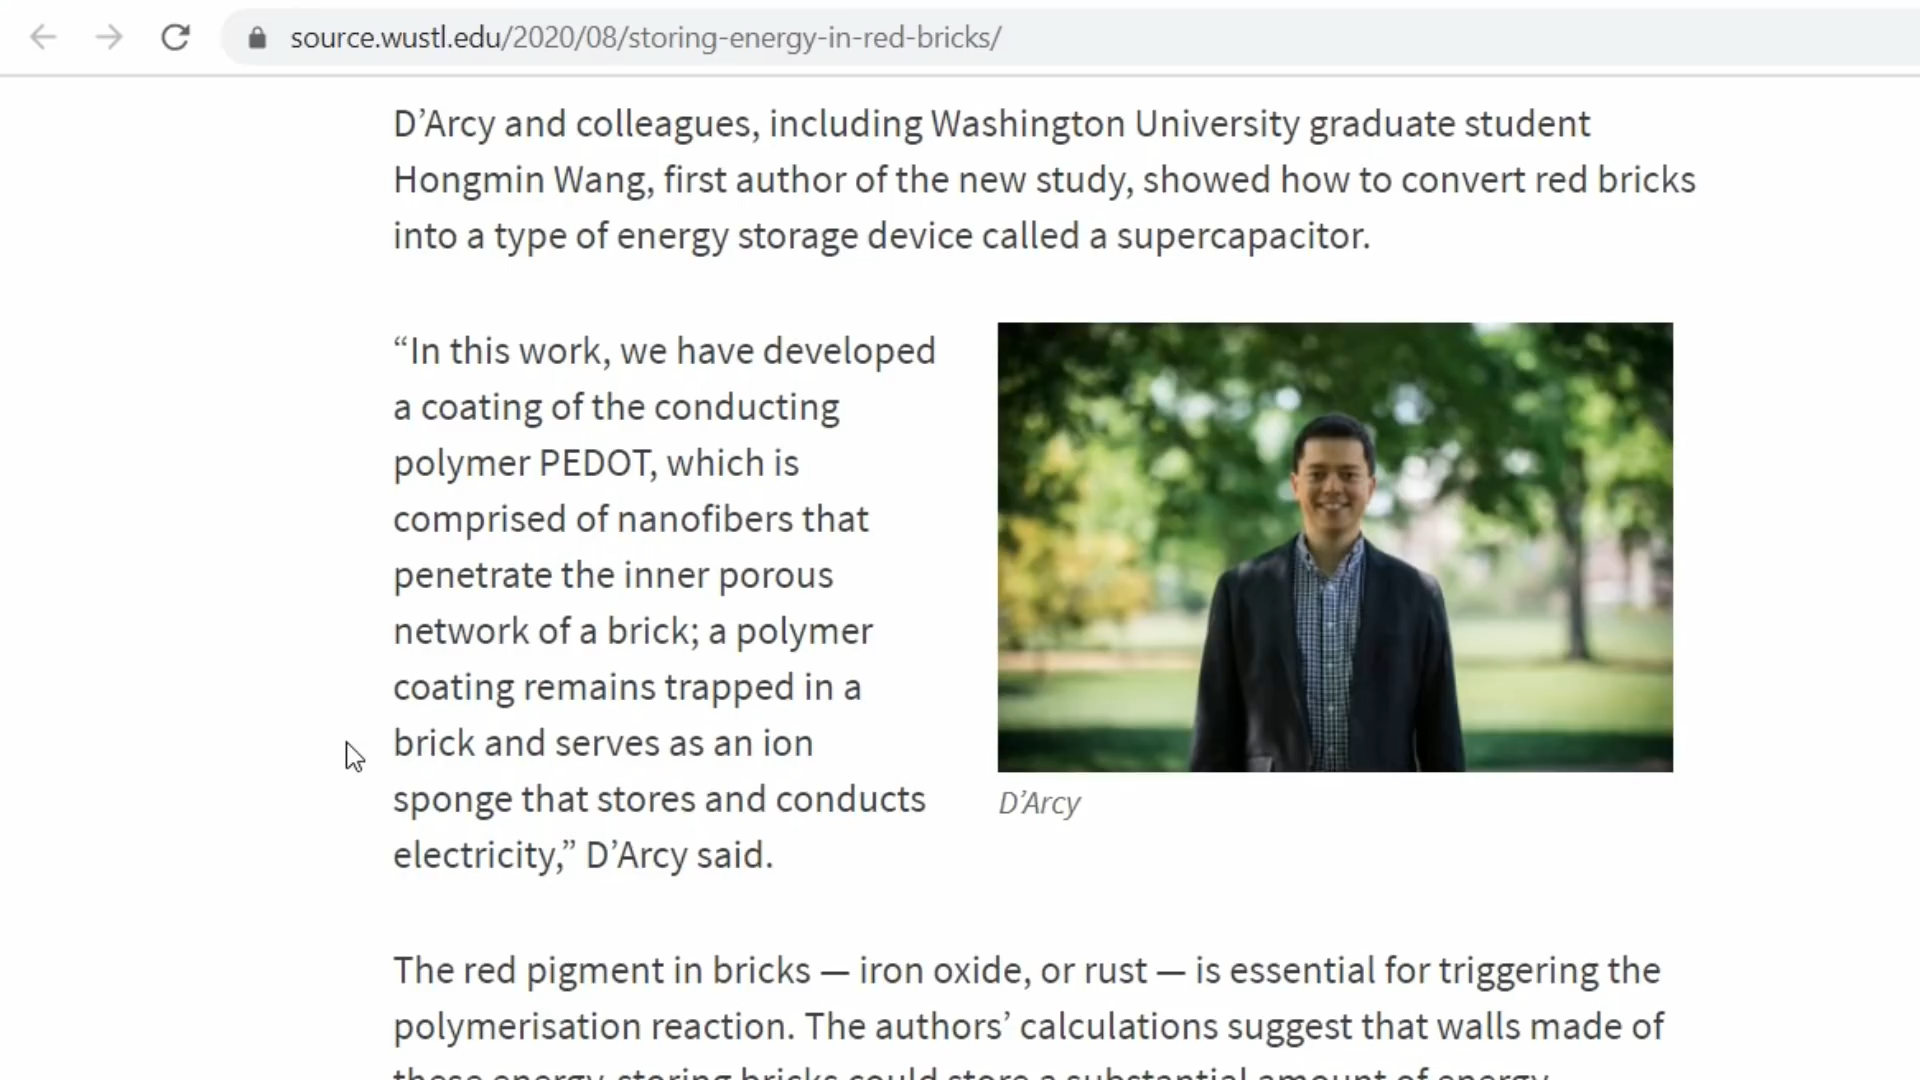 source.wustl.edu/2020/08/storing-energy-in-red-bricks/
D’Arcy and colleagues, including Washington University graduate student
Hongmin Wang, first author of the new study, showed how to convert red bricks
into a type of energy storage device called a supercapacitor.
“In this work, we have developed
a coating of the conducting
polymer PEDOT, which is
comprised of nanofibers that
penetrate the inner porous
network of a brick; a polymer
coating remains trapped in a
brick and serves as an ion
sponge that stores and conducts
electricity,” D’Arcy said.
D’Arcy
The red pigment in bricks — iron oxide, or rust — is essential for triggering the
polymerisation reaction. The authors’ calculations suggest that walls made of
these energy-storing bricks could store a substantial amount of energy.